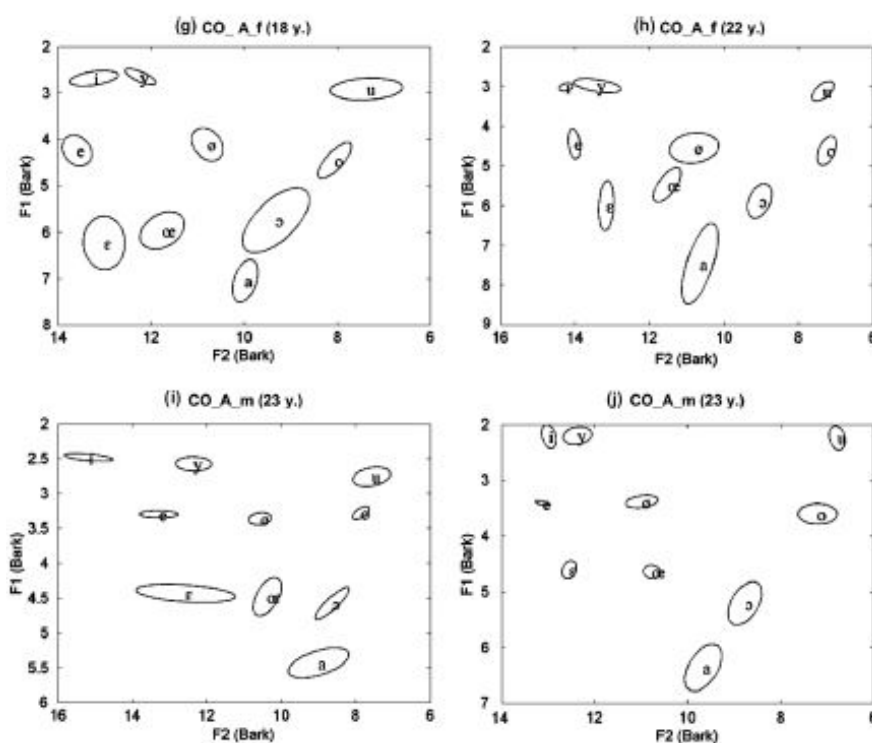 (g) CO_ A_f (18 y.)
2
3
4
5
6
7
8
F1 (Bark)
i
y
u
e
ø
o
ɔ
ɛ
œ
a
14
12
10
8
6
F2 (Bark)
(h) CO_A_f (22 y.)
2
3
4
5
6
7
8
9
F1 (Bark)
i
y
u
e
ø
o
œ
ɛ
ɔ
a
14
12
10
8
6
F2 (Bark)
(i) CO_A_m (23 y.)
2
2.5
3
3.5
4
4.5
5
5.5
6
F1 (Bark)
i
y
u
e
ø
o
ɛ
œ
ɔ
a
16
14
12
10
8
6
F2 (Bark)
(j) CO_A_m (23 y.)
2
3
4
5
6
7
F1 (Bark)
i
y
u
e
ø
o
ɛ
œ
ɔ
a
14
12
10
8
6
F2 (Bark)